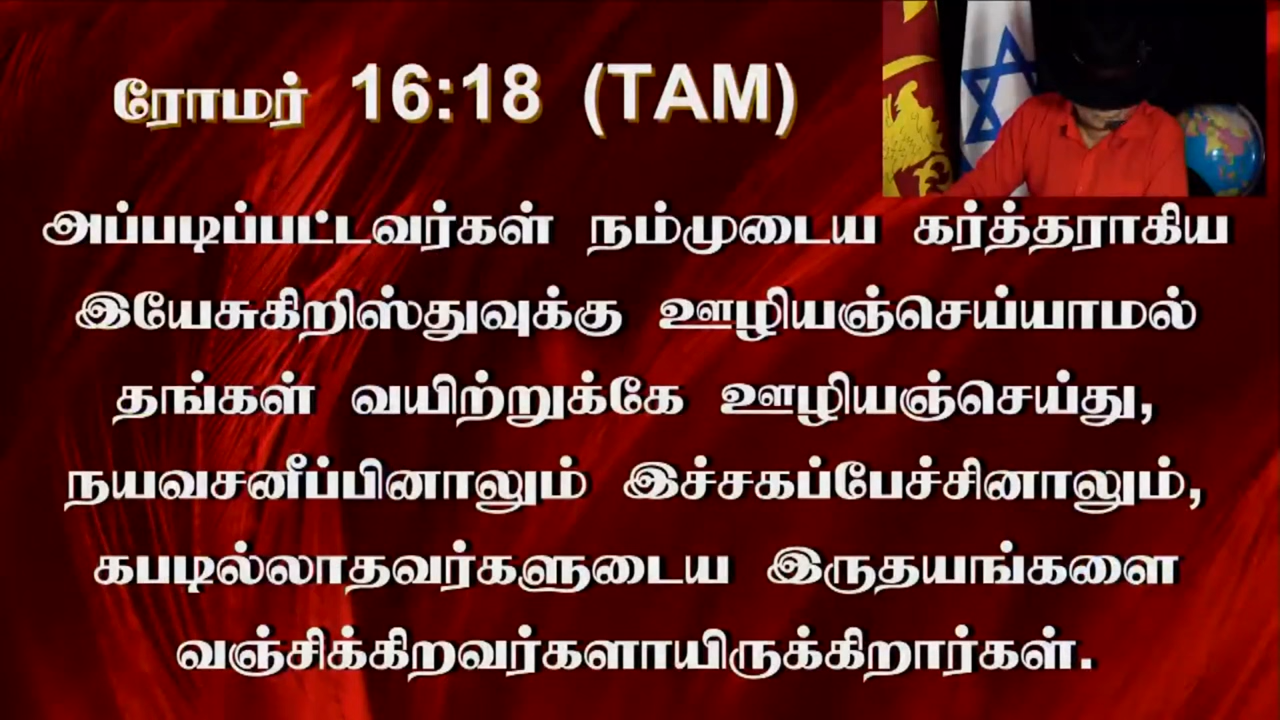 ரோமர் 16:18 (TAM)
அப்படிப்பட்டவர்கள் நம்முடைய கர்த்தராகிய
இயேசுகிறிஸ்துவுக்கு ஊழியஞ்செய்யாமல்
தங்கள் வயிற்றுக்கே ஊழியஞ்செய்து,
நயவசனீப்பினாலும் இச்சகப்பேச்சினாலும்,
கபடில்லாதவர்களுடைய இருதயங்களை
வஞ்சிக்கிறவர்களாயிருக்கிறார்கள்.